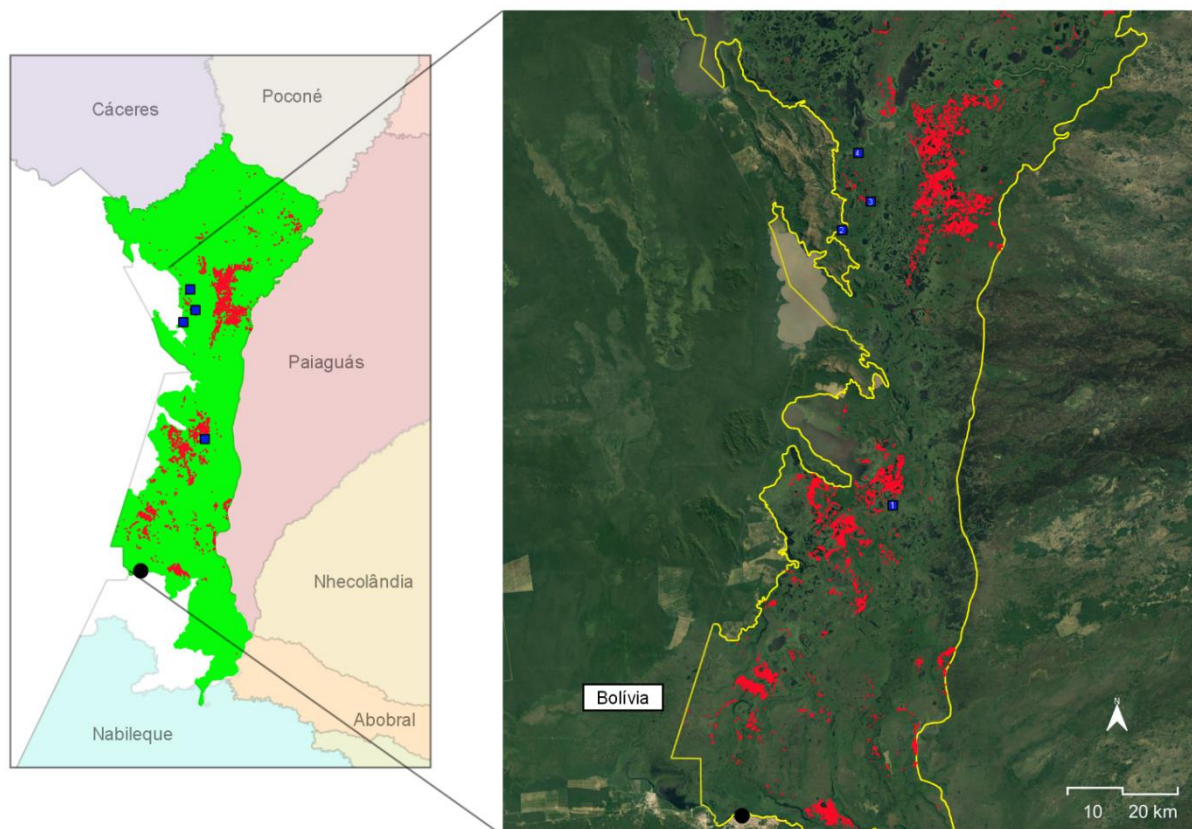 Cáceres
Poconé
Paiaguás
Nhecolândia
Abobral
Nabileque
4
3
2
1
Bolívia
N
10 20 km